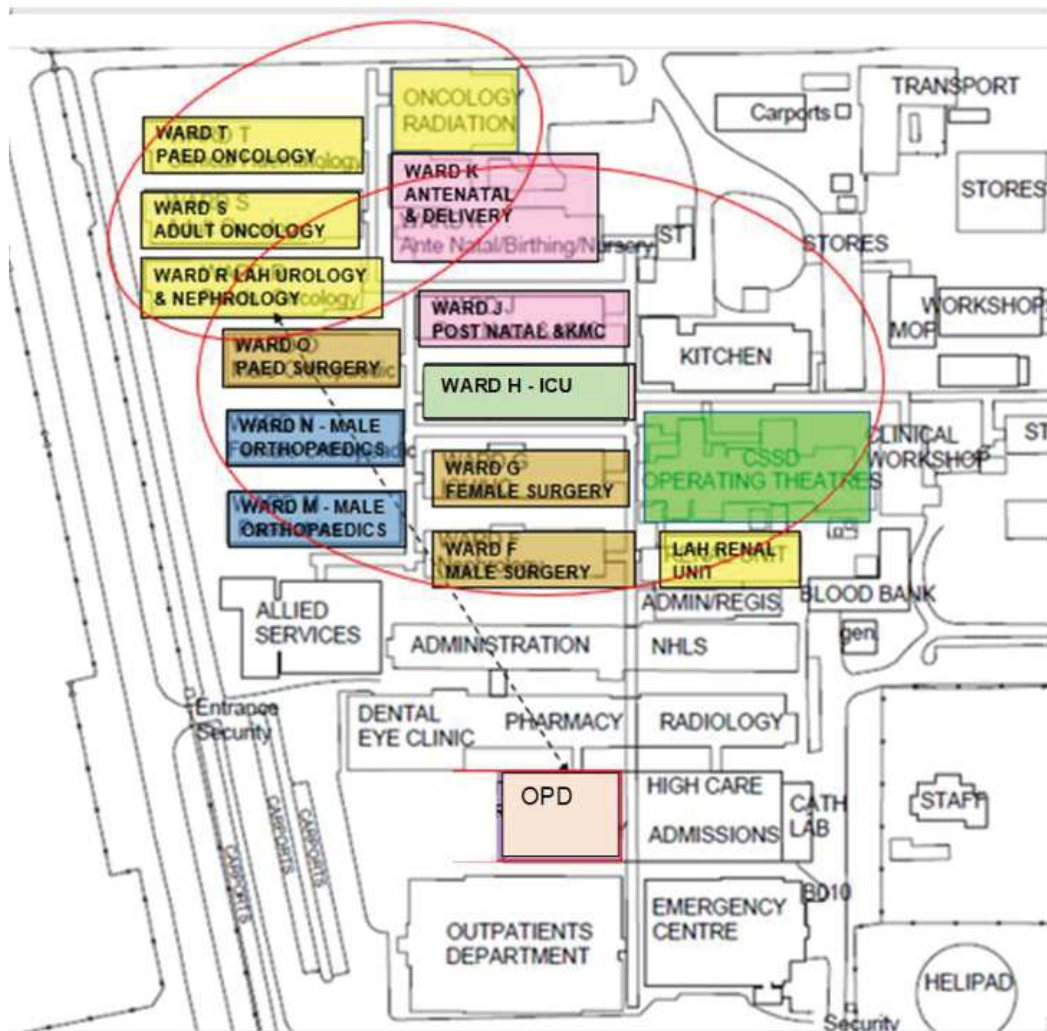 ONCOLOGY
RADIATION
TRANSPORT
Carports
WARD T
PAED ONCOLOGY
WARD K
ANTENATAL
& DELIVERY
Ante Natal/Birthing/Nursery
ST
STORES
WARD S
ADULT ONCOLOGY
STORES
WARD R LAH UROLOGY
& NEPHROLOGY
WARD J
POST NATAL &KMC
WORKSHOP
MOP
WARD O
PAED SURGERY
KITCHEN
WARD H - ICU
WARD N - MALE
ORTHOPAEDICS
CLINICAL
WORKSHOP
ST
CSSD
OPERATING THEATRES
WARD G
FEMALE SURGERY
WARD M - MALE
ORTHOPAEDICS
WARD F
MALE SURGERY
LAH RENAL
UNIT
BLOOD BANK
ADMIN/REGIS
ALLIED
SERVICES
ADMINISTRATION
NHLS
gen
Entrance
Security
DENTAL
EYE CLINIC
PHARMACY
RADIOLOGY
OPD
HIGH CARE
ADMISSIONS
CATH
LAB
STAFF
CARPORTS
CARPORTS
CARPORTS
OUTPATIENTS
DEPARTMENT
EMERGENCY
CENTRE
B010
HELIPAD
Security